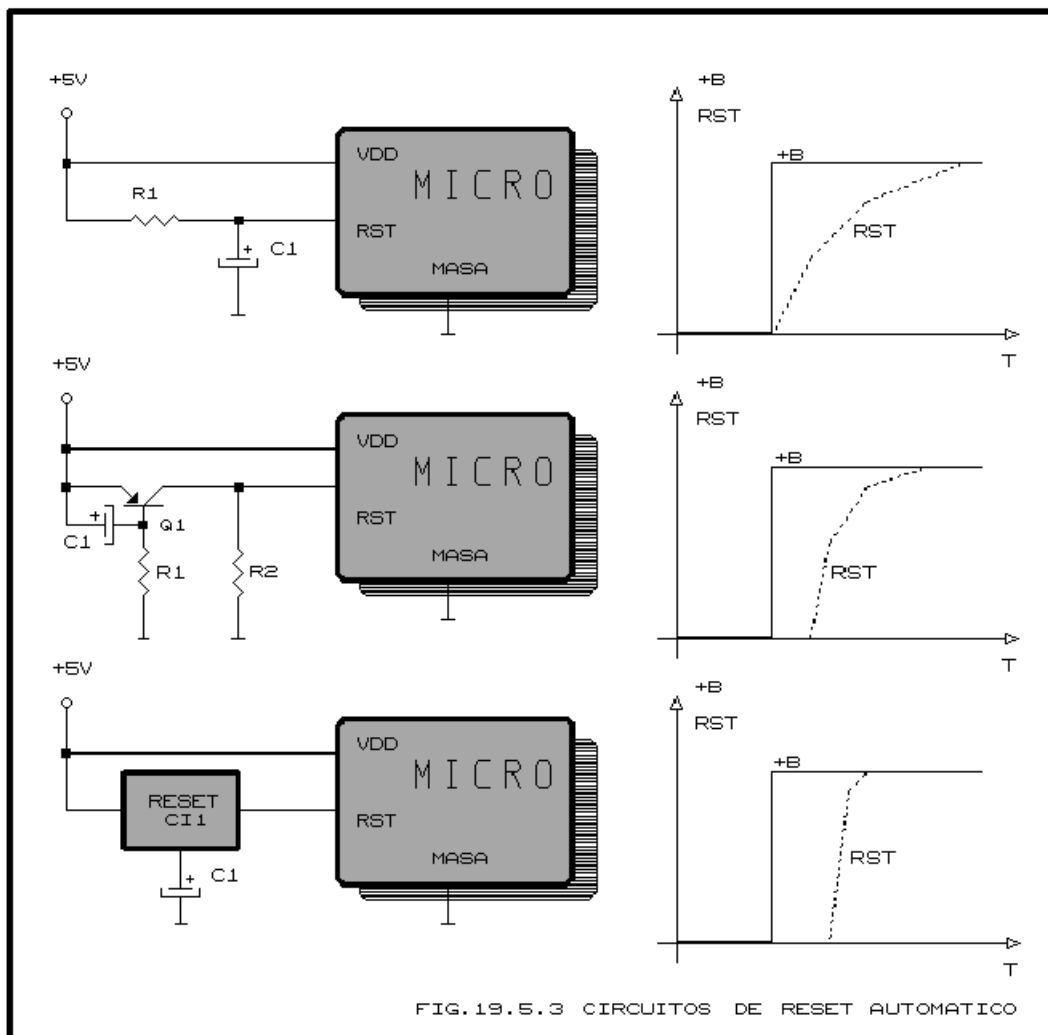 +5V
R1
C1
+
VDD
MICRO
RST
MASA
+B
RST
+B
RST
T
+5V
+
C1
Q1
R1
R2
VDD
MICRO
RST
MASA
+B
RST
+B
RST
T
+5V
RESET
CI1
+
C1
VDD
MICRO
RST
MASA
+B
RST
+B
RST
T
FIG.19.5.3 CIRCUITOS DE RESET AUTOMATICO